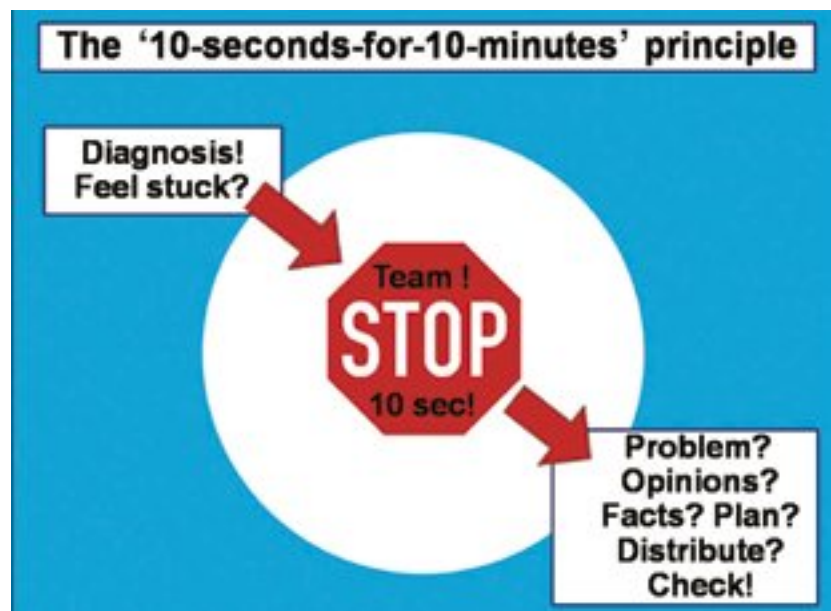 The ‘10-seconds-for-10-minutes’ principle
Diagnosis!
Feel stuck?
Team !
STOP
10 sec!
Problem?
Opinions?
Facts? Plan?
Distribute?
Check!